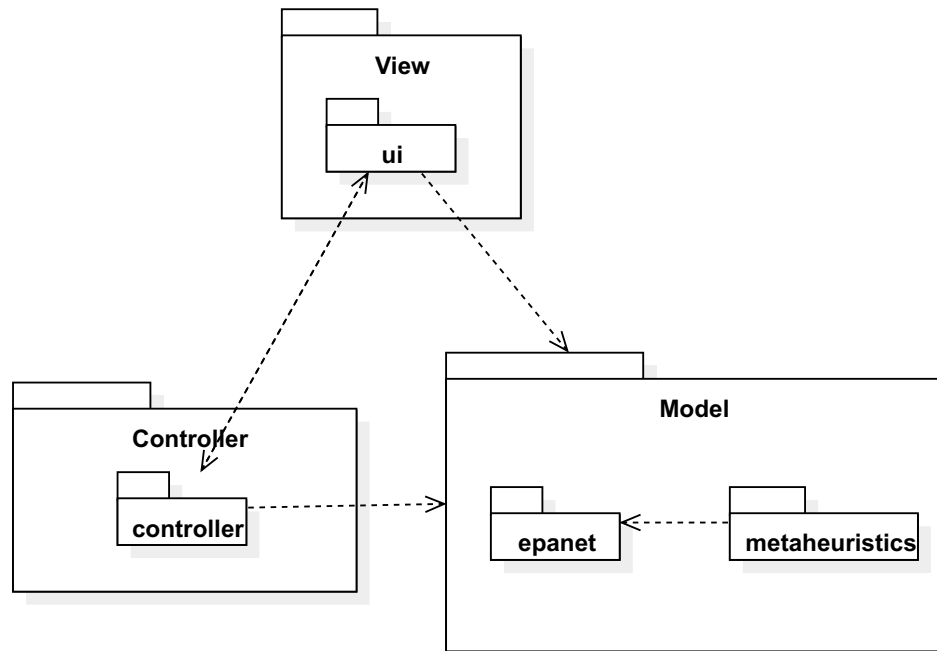 View
ui
Controller
controller
Model
epanet
metaheuristics